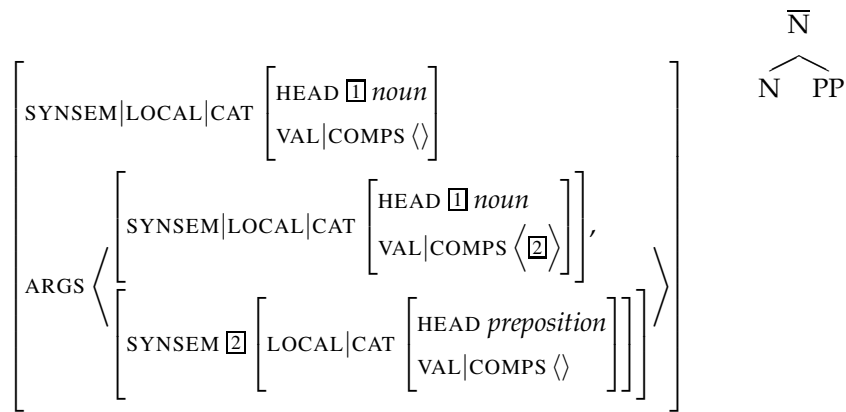 N̅
N PP
SYNSEM|LOCAL|CAT [HEAD 1 noun
VAL|COMPS ⟨⟩]
ARGS ⟨[SYNSEM|LOCAL|CAT [HEAD 1 noun
VAL|COMPS ⟨2⟩]],
[SYNSEM 2 [LOCAL|CAT [HEAD preposition
VAL|COMPS ⟨⟩]]]⟩